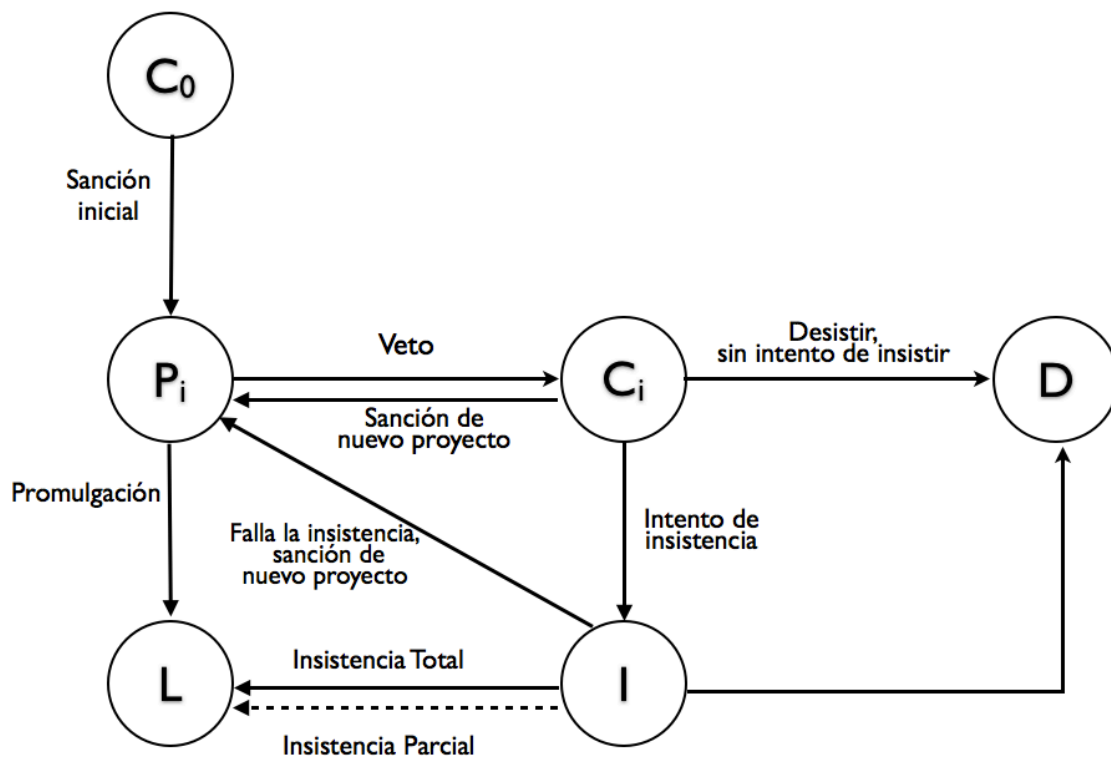 C₀
Sanción
inicial
Veto
Desistir,
sin intento de insistir
Pᵢ
Cᵢ
D
Sanción de
nuevo proyecto
Promulgación
Falla la insistencia,
sanción de
nuevo proyecto
Intento de
insistencia
Insistencia Total
L
I
Insistencia Parcial